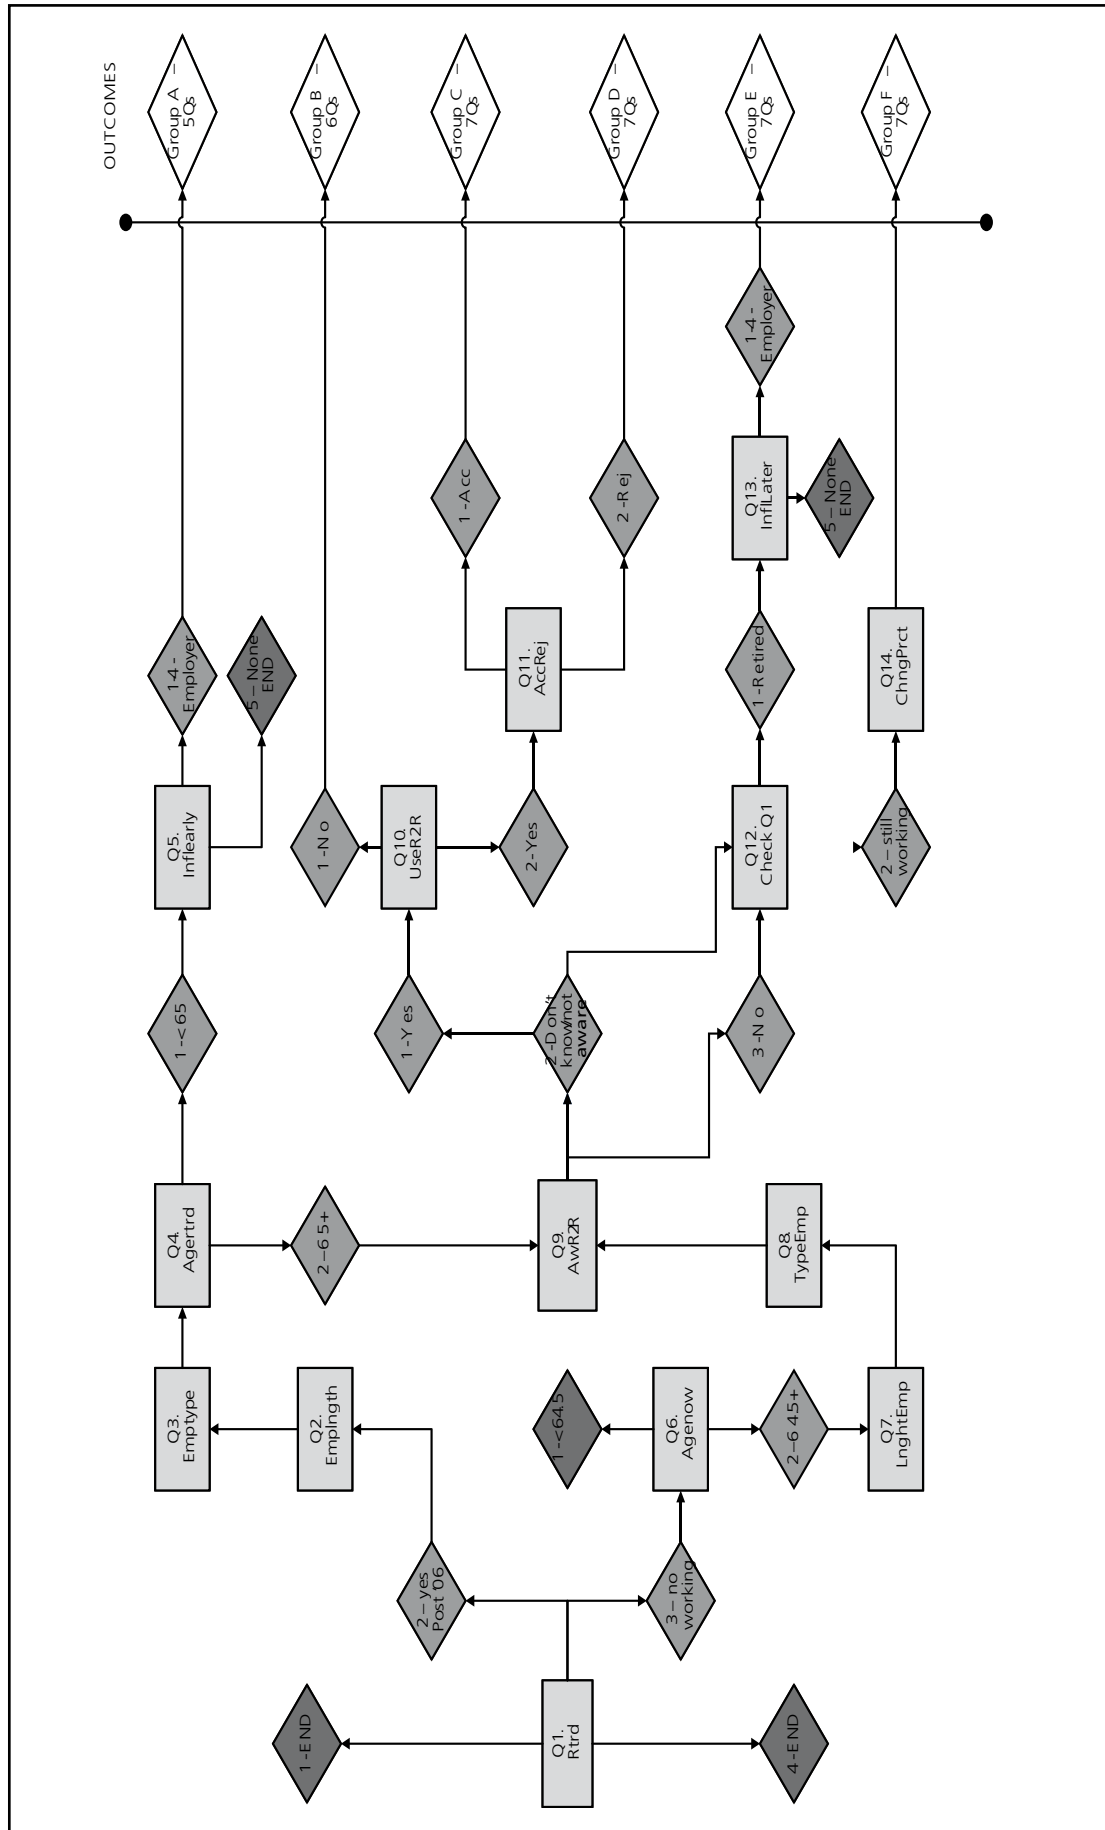 OUTCOMES
Group A –
5Qs
Group B –
6Qs
Group C –
7Qs
Group D –
7Qs
Group E –
7Qs
Group F –
7Qs
1-4 -
Employer
1-4 -
Employer
5 – None
END
1 -Acc
2 -Rej
Q13.
InflLater
5 – None
END
Q11.
AccRej
1 -Retired
Q14.
ChngPrct
Q5.
Inflearly
1 -No
Q10.
UseR2R
2 -Yes
Q12.
Check Q1
2 – still
working
1 -<65
1 -Yes
2 -Don't
know/not
aware
3 -No
Q4.
Agertrd
2 –65+
Q9.
AwR2R
Q8.
TypeEmp
Q3.
Emptype
Q2.
Emplngth
1 -<64.5
Q6.
Agenow
2 –64.5+
Q7.
LnghtEmp
2 – yes
Post '06
3 – no
working
1 -END
Q1.
Rtrd
4 -END